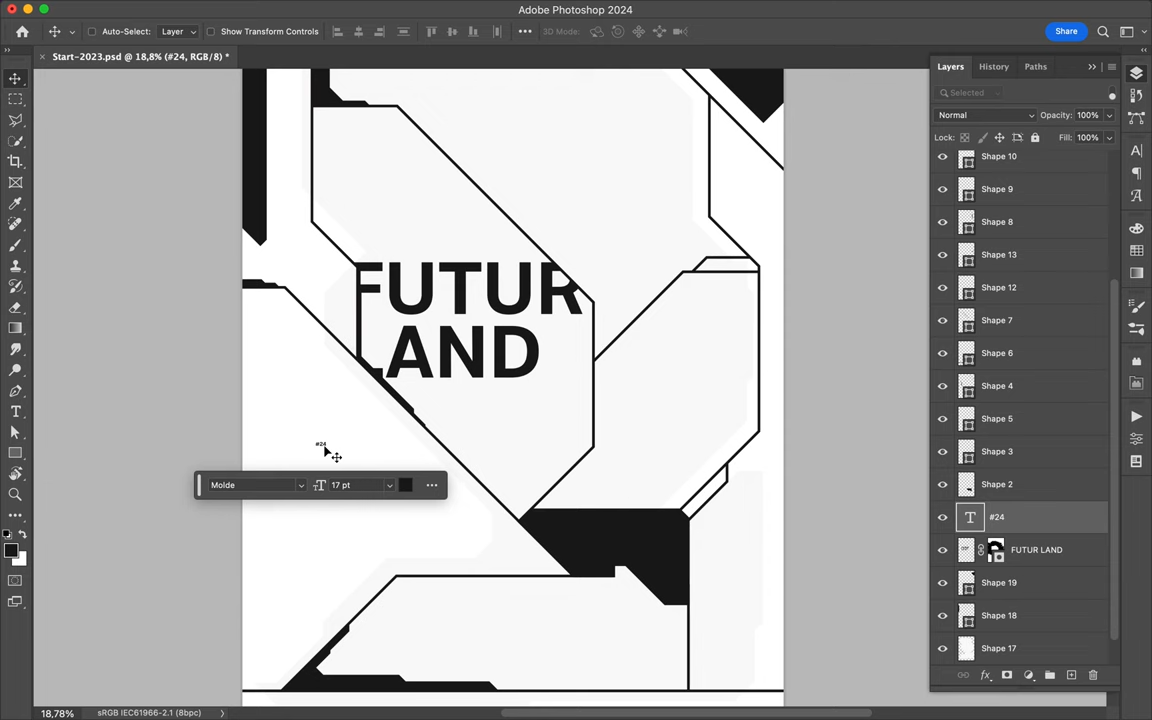 Adobe Photoshop 2024
Auto-Select:
Layer
Show Transform Controls
3D Mode:
Share
Start-2023.psd @ 18,8% (#24, RGB/8) *
Layers
History
Paths
Selected
Normal
Opacity: 100%
Lock:
Fill: 100%
Shape 10
Shape 9
Shape 8
Shape 13
Shape 12
Shape 7
Shape 6
Shape 4
Shape 5
Shape 3
Shape 2
#24
FUTUR LAND
Shape 19
Shape 18
Shape 17
FUTUR
LAND
#24
Molde
17 pt
18,78%
sRGB IEC61966-2.1 (8bpc)